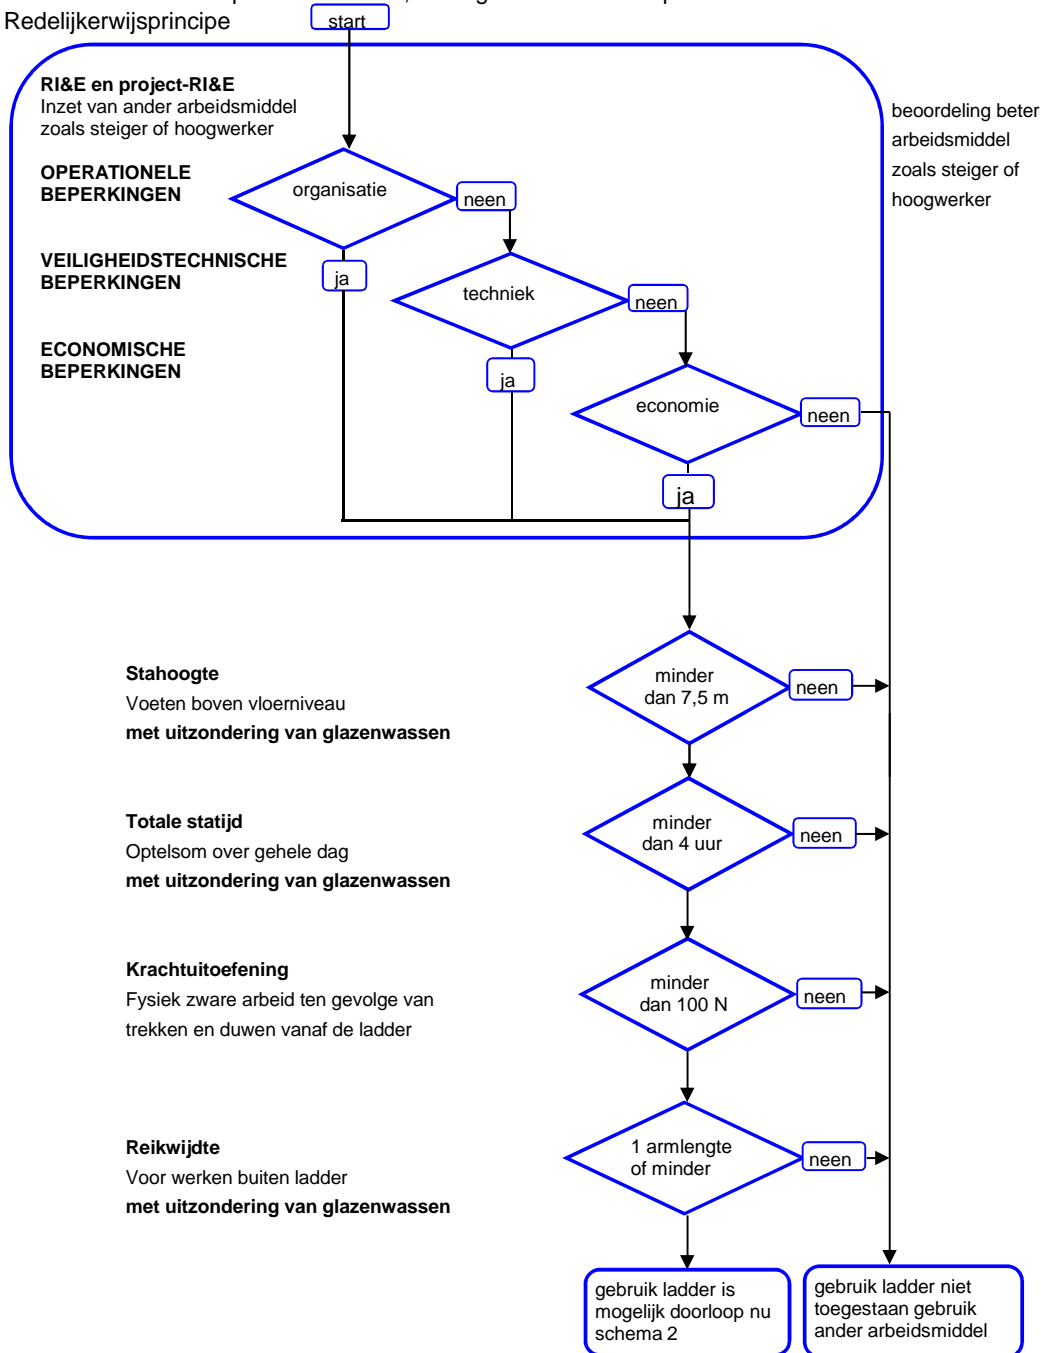 Redelijkerwijsprincipe
start
RI&E en project-RI&E
Inzet van ander arbeidsmiddel
zoals steiger of hoogwerker
beoordeling beter
arbeidsmiddel
zoals steiger of
hoogwerker
OPERATIONELE
BEPERKINGEN
organisatie
neen
VEILIGHEIDSTECHNISCHE
BEPERKINGEN
ja
techniek
neen
ECONOMISCHE
BEPERKINGEN
ja
economie
neen
ja
Stahoogte
Voeten boven vloerniveau
met uitzondering van glazenwassen
minder
dan 7,5 m
neen
Totale statijd
Optelsom over gehele dag
met uitzondering van glazenwassen
minder
dan 4 uur
neen
Krachtuitoefening
Fysiek zware arbeid ten gevolge van
trekken en duwen vanaf de ladder
minder
dan 100 N
neen
Reikwijdte
Voor werken buiten ladder
met uitzondering van glazenwassen
1 armlengte
of minder
neen
gebruik ladder is
mogelijk doorloop nu
schema 2
gebruik ladder niet
toegestaan gebruik
ander arbeidsmiddel